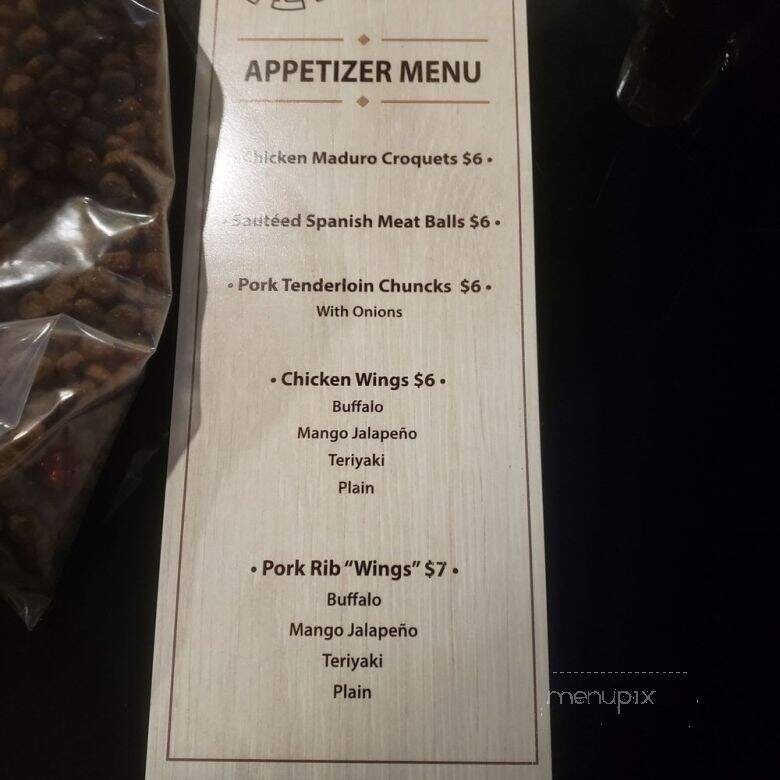 APPETIZER MENU
• Chicken Maduro Croquets $6 •
• Sautéed Spanish Meat Balls $6 •
• Pork Tenderloin Chuncks $6 •
With Onions
• Chicken Wings $6 •
Buffalo
Mango Jalapeño
Teriyaki
Plain
• Pork Rib “Wings” $7 •
Buffalo
Mango Jalapeño
Teriyaki
Plain
menupix